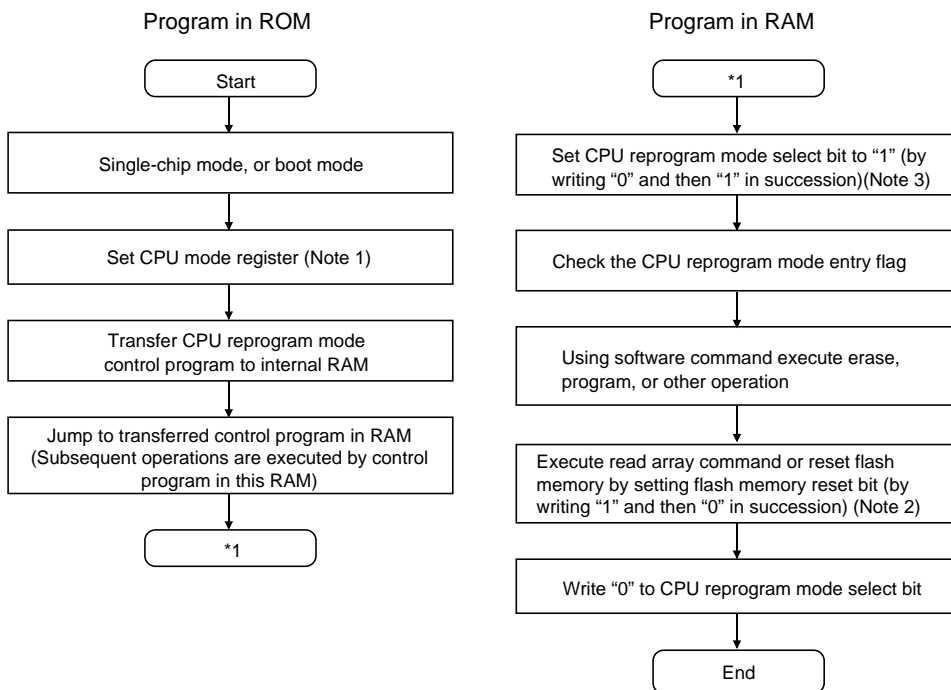 Program in ROM
Start
Single-chip mode, or boot mode
Set CPU mode register (Note 1)
Transfer CPU reprogram mode
control program to internal RAM
Jump to transferred control program in RAM
(Subsequent operations are executed by control
program in this RAM)
*1
Program in RAM
*1
Set CPU reprogram mode select bit to “1” (by
writing “0” and then “1” in succession)(Note 3)
Check the CPU reprogram mode entry flag
Using software command execute erase,
program, or other operation
Execute read array command or reset flash
memory by setting flash memory reset bit (by
writing “1” and then “0” in succession) (Note 2)
Write “0” to CPU reprogram mode select bit
End